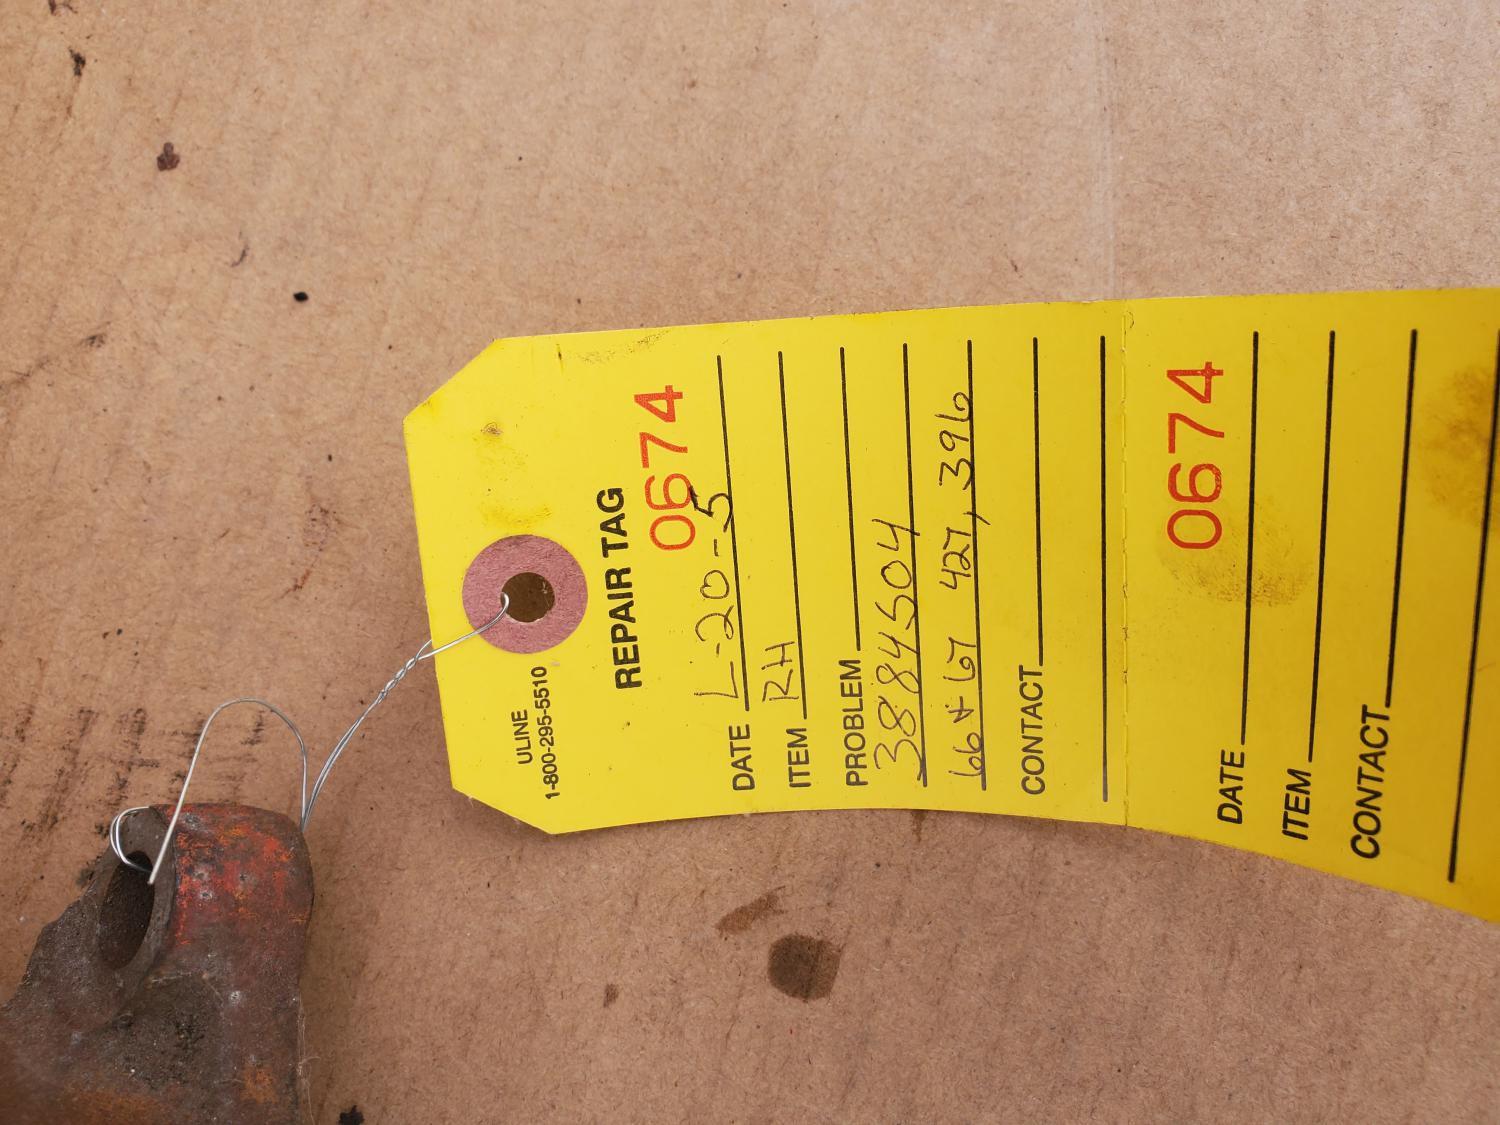 ULINE
1-800-295-5510
REPAIR TAG
0674
DATE L-20-5
ITEM RH
PROBLEM
3884504
66+67 427, 396
CONTACT
0674
DATE
ITEM
CONTACT